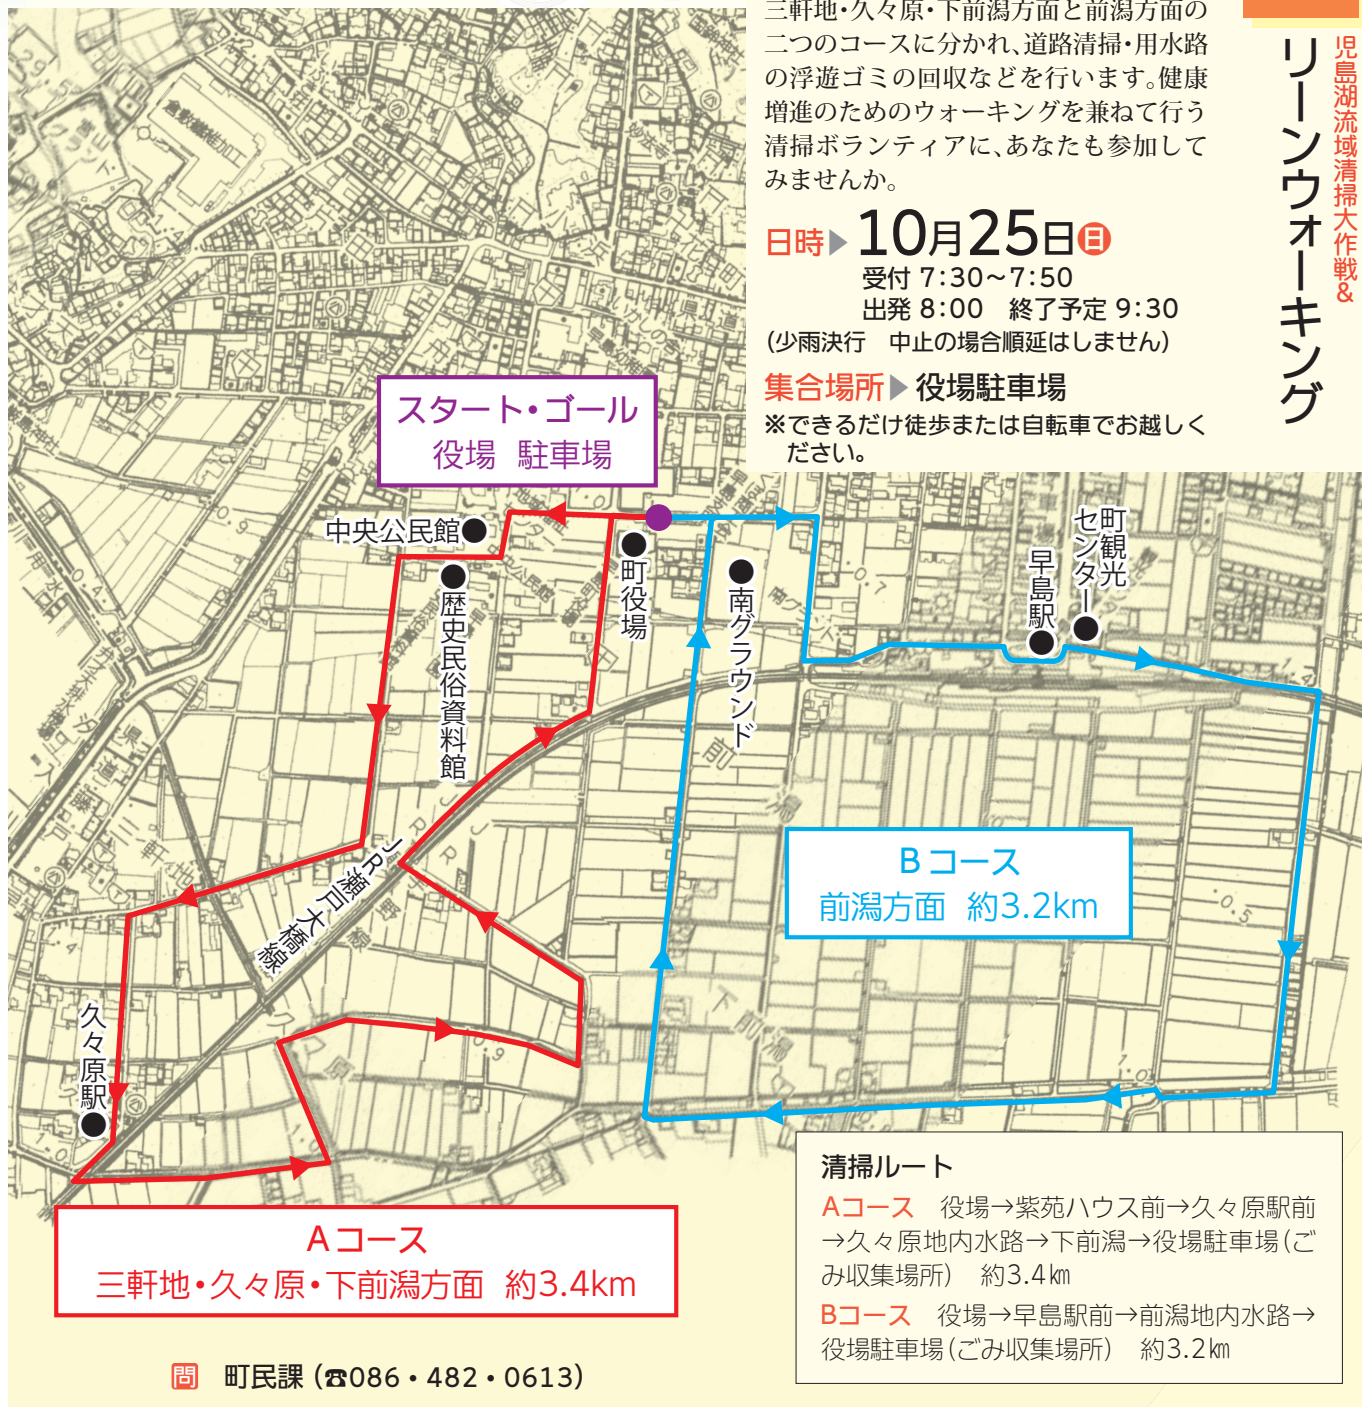 児島湖流域清掃大作戦&
リーンウォーキング
三軒地・久々原・下前潟方面と前潟方面の
二つのコースに分かれ、道路清掃・用水路
の浮遊ゴミの回収などを行います。健康
増進のためのウォーキングを兼ねて行う
清掃ボランティアに、あなたも参加して
みませんか。
日時▶10月25日日
受付 7:30～7:50
出発 8:00　終了予定 9:30
(少雨決行　中止の場合順延はしません)
集合場所▶役場駐車場
※できるだけ徒歩または自転車でお越しく
ださい。
スタート・ゴール
役場 駐車場
中央公民館
歴史民俗資料館
町役場
南グラウンド
早島駅
町観光
センター
JR瀬戸大橋線
久々原駅
Bコース
前潟方面 約3.2km
Aコース
三軒地・久々原・下前潟方面 約3.4km
清掃ルート
Aコース　役場→紫苑ハウス前→久々原駅前
→久々原地内水路→下前潟→役場駐車場(ご
み収集場所)　約3.4㎞
Bコース　役場→早島駅前→前潟地内水路→
役場駐車場(ごみ収集場所)　約3.2㎞
問　町民課 (☎086・482・0613)
倉敷繊維加工
前潟
下前潟
三軒地